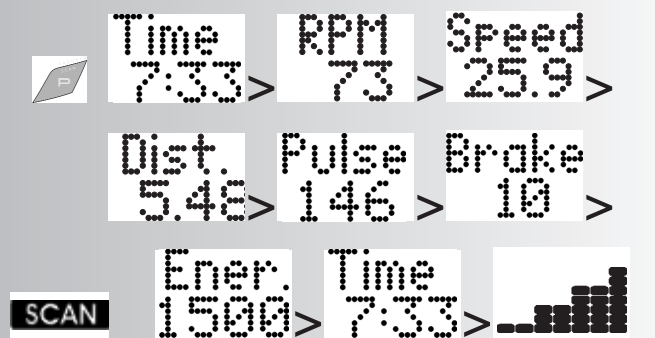 P
Time > RPM > Speed >
7:33 73 25.9
Dist. > Pulse > Brake >
5.48 146 10
SCAN
Ener. > Time >
1500 7:33